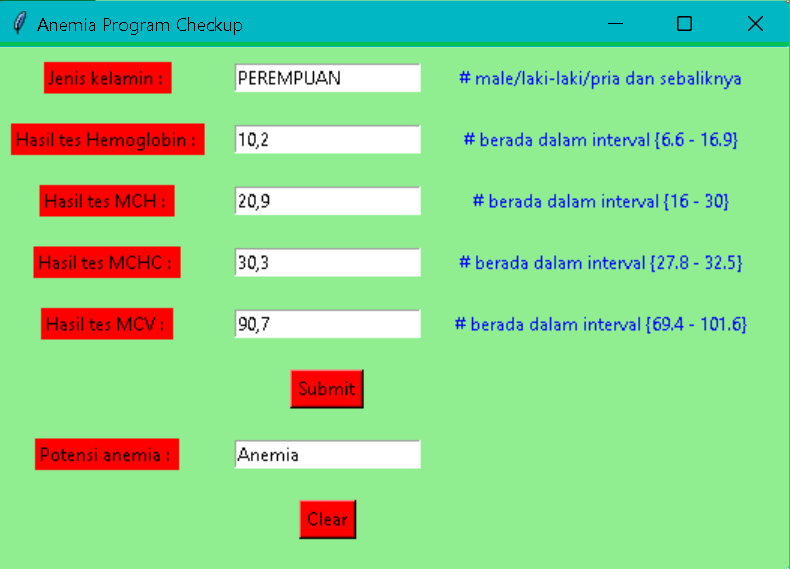 Anemia Program Checkup
Jenis kelamin : PEREMPUAN # male/laki-laki/pria dan sebaliknya
Hasil tes Hemoglobin : 10,2 # berada dalam interval {6.6 - 16.9}
Hasil tes MCH : 20,9 # berada dalam interval {16 - 30}
Hasil tes MCHC : 30,3 # berada dalam interval {27.8 - 32.5}
Hasil tes MCV : 90,7 # berada dalam interval {69.4 - 101.6}
Submit
Potensi anemia : Anemia
Clear